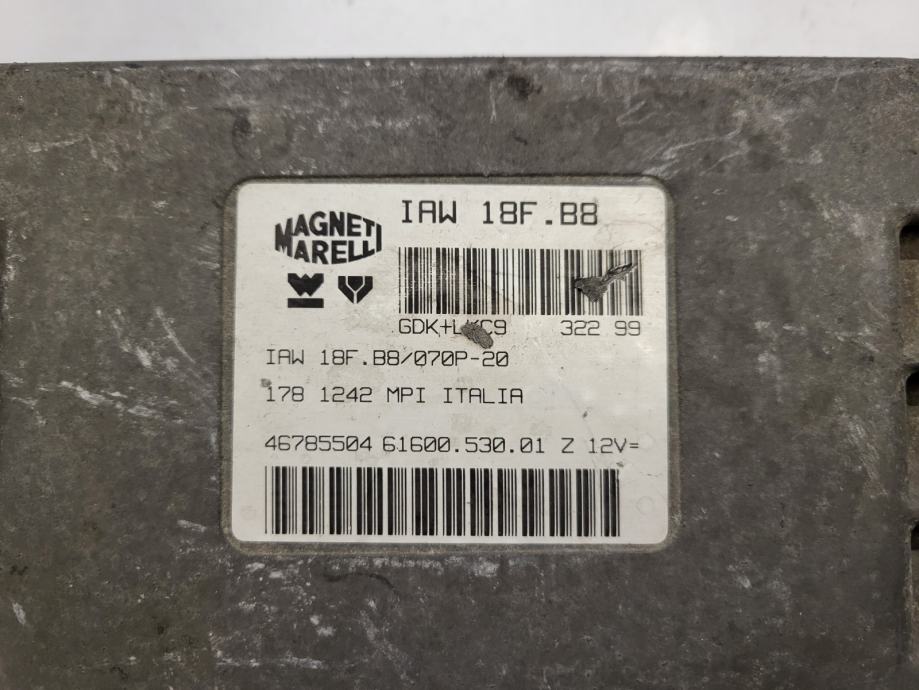 MAGNETI
MARELLI
IAW 18F.B8
322 99
IAW 18F.B8/070P-20
178 1242 MPI ITALIA
46785504 61600.530.01 Z 12V=